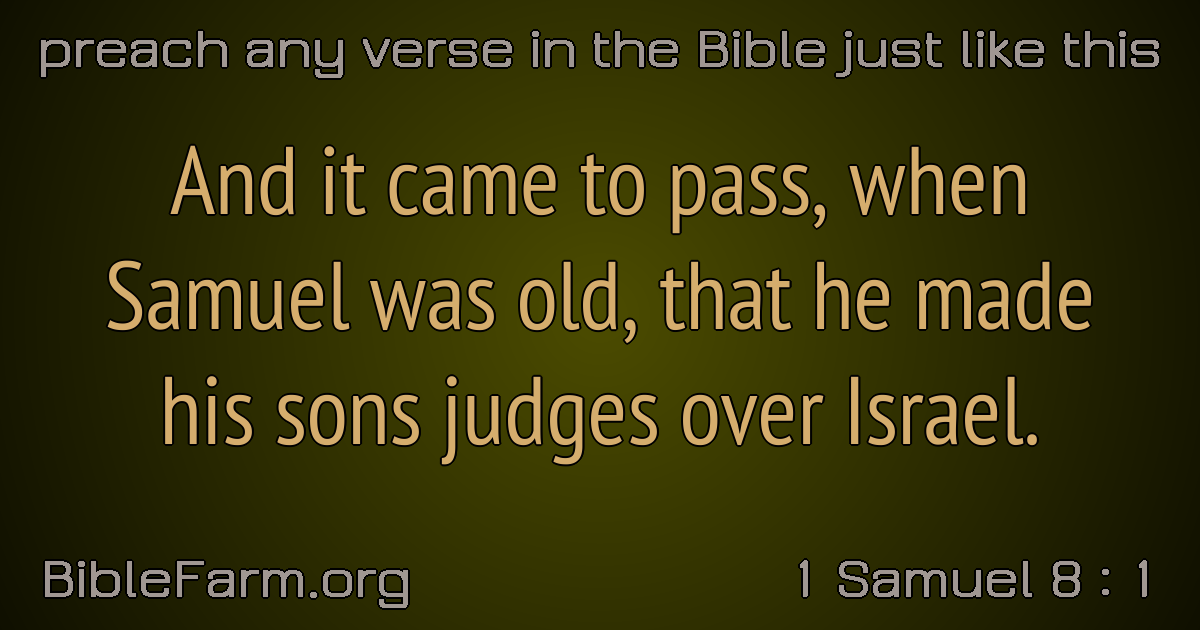 preach any verse in the Bible just like this
And it came to pass, when
Samuel was old, that he made
his sons judges over Israel.
BibleFarm.org
1 Samuel 8 : 1